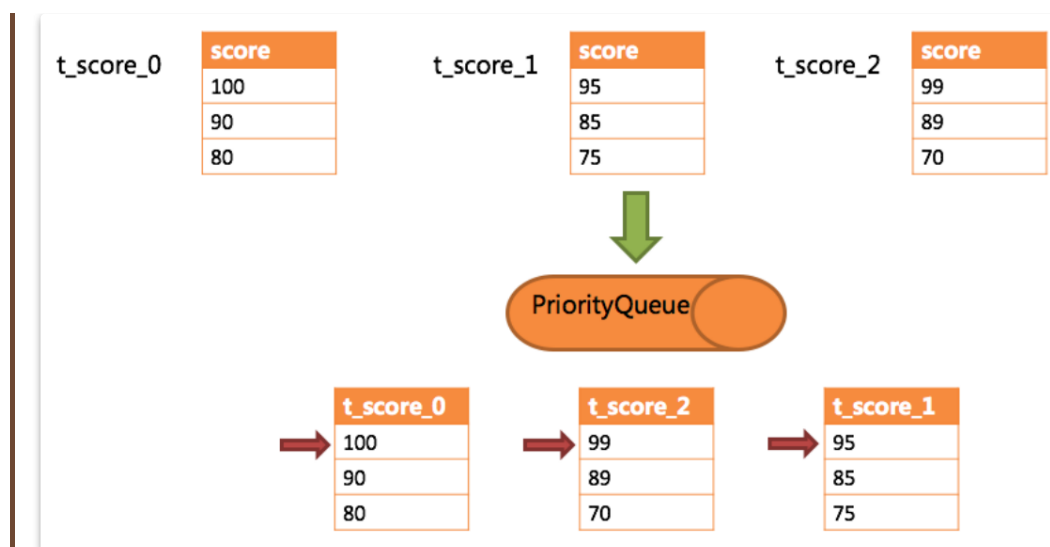 t_score_0 score t_score_1 score t_score_2 score
100 95 99
90 85 89
80 75 70
PriorityQueue
t_score_0 t_score_2 t_score_1
100 99 95
90 89 85
80 70 75